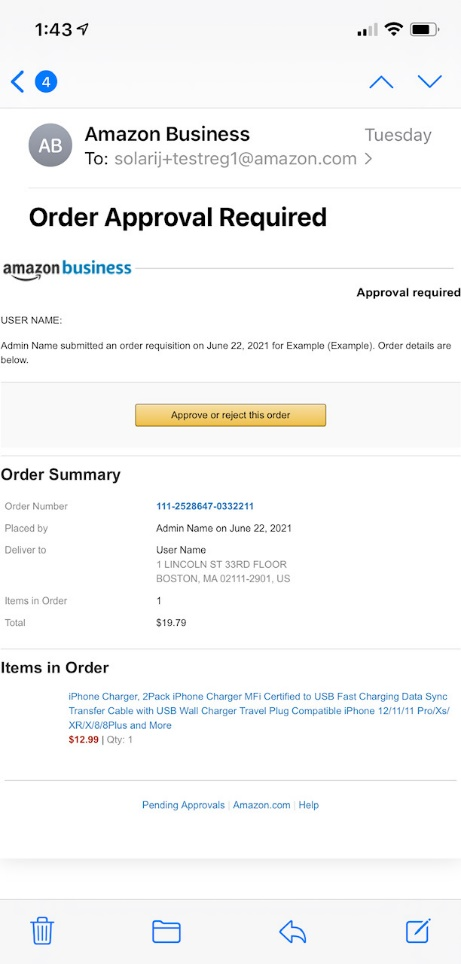 1:43
4
AB
Amazon Business
Tuesday
To: solarij+testreg1@amazon.com >
Order Approval Required
amazon business
Approval required
USER NAME:
Admin Name submitted an order requisition on June 22, 2021 for Example (Example). Order details are
below.
Approve or reject this order
Order Summary
Order Number 111-2528647-0332211
Placed by Admin Name on June 22, 2021
Deliver to User Name
1 LINCOLN ST 33RD FLOOR
BOSTON, MA 02111-2901, US
Items in Order 1
Total $19.79
Items in Order
iPhone Charger, 2Pack iPhone Charger MFi Certified to USB Fast Charging Data Sync
Transfer Cable with USB Wall Charger Travel Plug Compatible iPhone 12/11/11 Pro/Xs/
XR/X/8/8Plus and More
$12.99 | Qty: 1
Pending Approvals | Amazon.com | Help